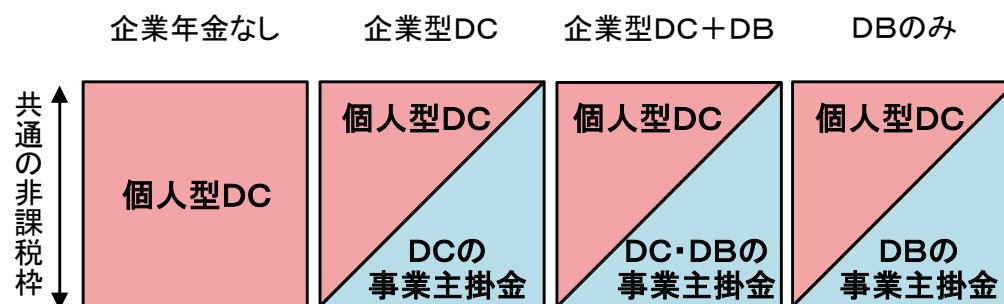 企業年金なし
企業型DC
企業型DC＋DB
DBのみ
共通の非課税枠
個人型DC
個人型DC
DCの
事業主掛金
個人型DC
DC・DBの
事業主掛金
個人型DC
DBの
事業主掛金